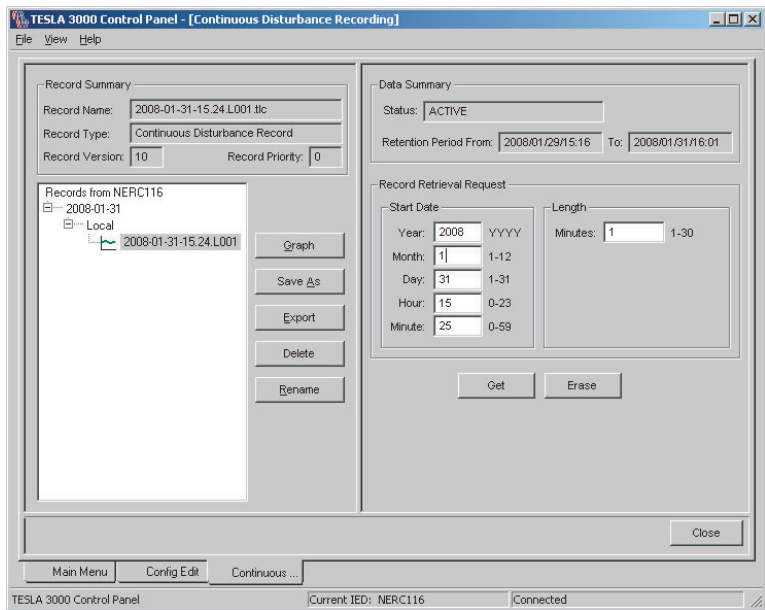 TESLA 3000 Control Panel - [Continuous Disturbance Recording]
File View Help
Record Summary
Record Name: 2008-01-31-15.24.L001.tlc
Record Type: Continuous Disturbance Record
Record Version: 10 Record Priority: 0
Records from NERC116
2008-01-31
Local
2008-01-31-15.24.L001
Graph
Save As
Export
Delete
Rename
Data Summary
Status: ACTIVE
Retention Period From: 2008/01/29/15:16 To: 2008/01/31/16:01
Record Retrieval Request
Start Date
Year: 2008 YYYY
Month: 1 1-12
Day: 31 1-31
Hour: 15 0-23
Minute: 25 0-59
Length
Minutes: 1 1-30
Get Erase
Close
Main Menu Config Edit Continuous ...
TESLA 3000 Control Panel Current IED: NERC116 Connected